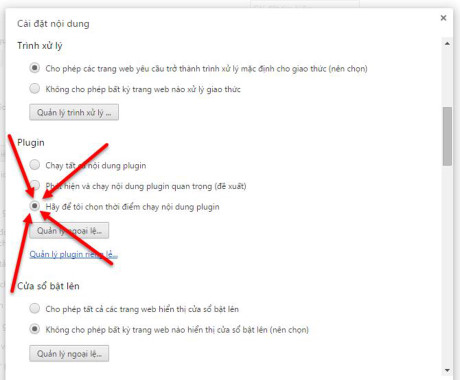 Cài đặt nội dung
Trình xử lý
Cho phép các trang web yêu cầu trở thành trình xử lý mặc định cho giao thức (nên chọn)
Không cho phép bất kỳ trang web nào xử lý giao thức
Quản lý trình xử lý ...
Plugin
Chạy tất nội dung plugin
Phát hiện và chạy nội dung plugin quan trọng (đề xuất)
Hãy để tôi chọn thời điểm chạy nội dung plugin
Quản lý ngoại lệ...
Quản lý plugin riêng lẻ...
Cửa sổ bật lên
Cho phép tất cả các trang web hiển thị cửa sổ bật lên
Không cho phép bất kỳ trang web nào hiển thị cửa sổ bật lên (nên chọn)
Quản lý ngoại lệ...